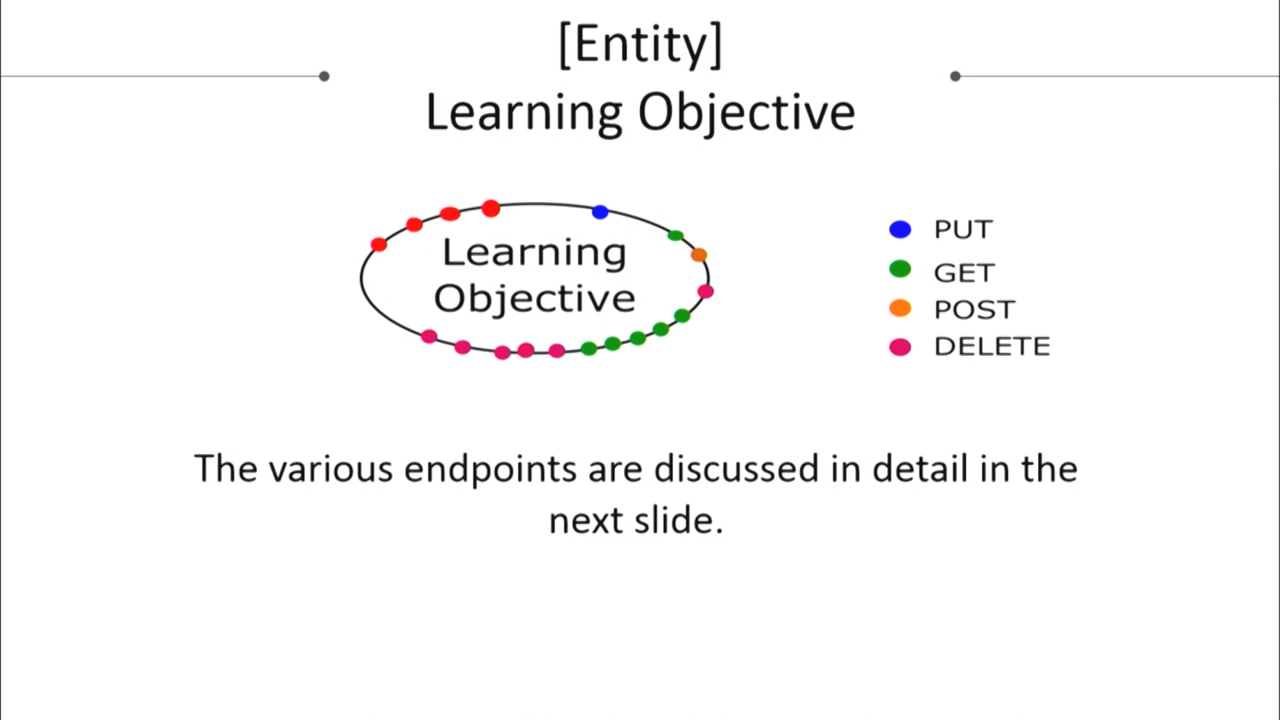 [Entity]
Learning Objective
Learning
Objective
PUT
GET
POST
DELETE
The various endpoints are discussed in detail in the
next slide.